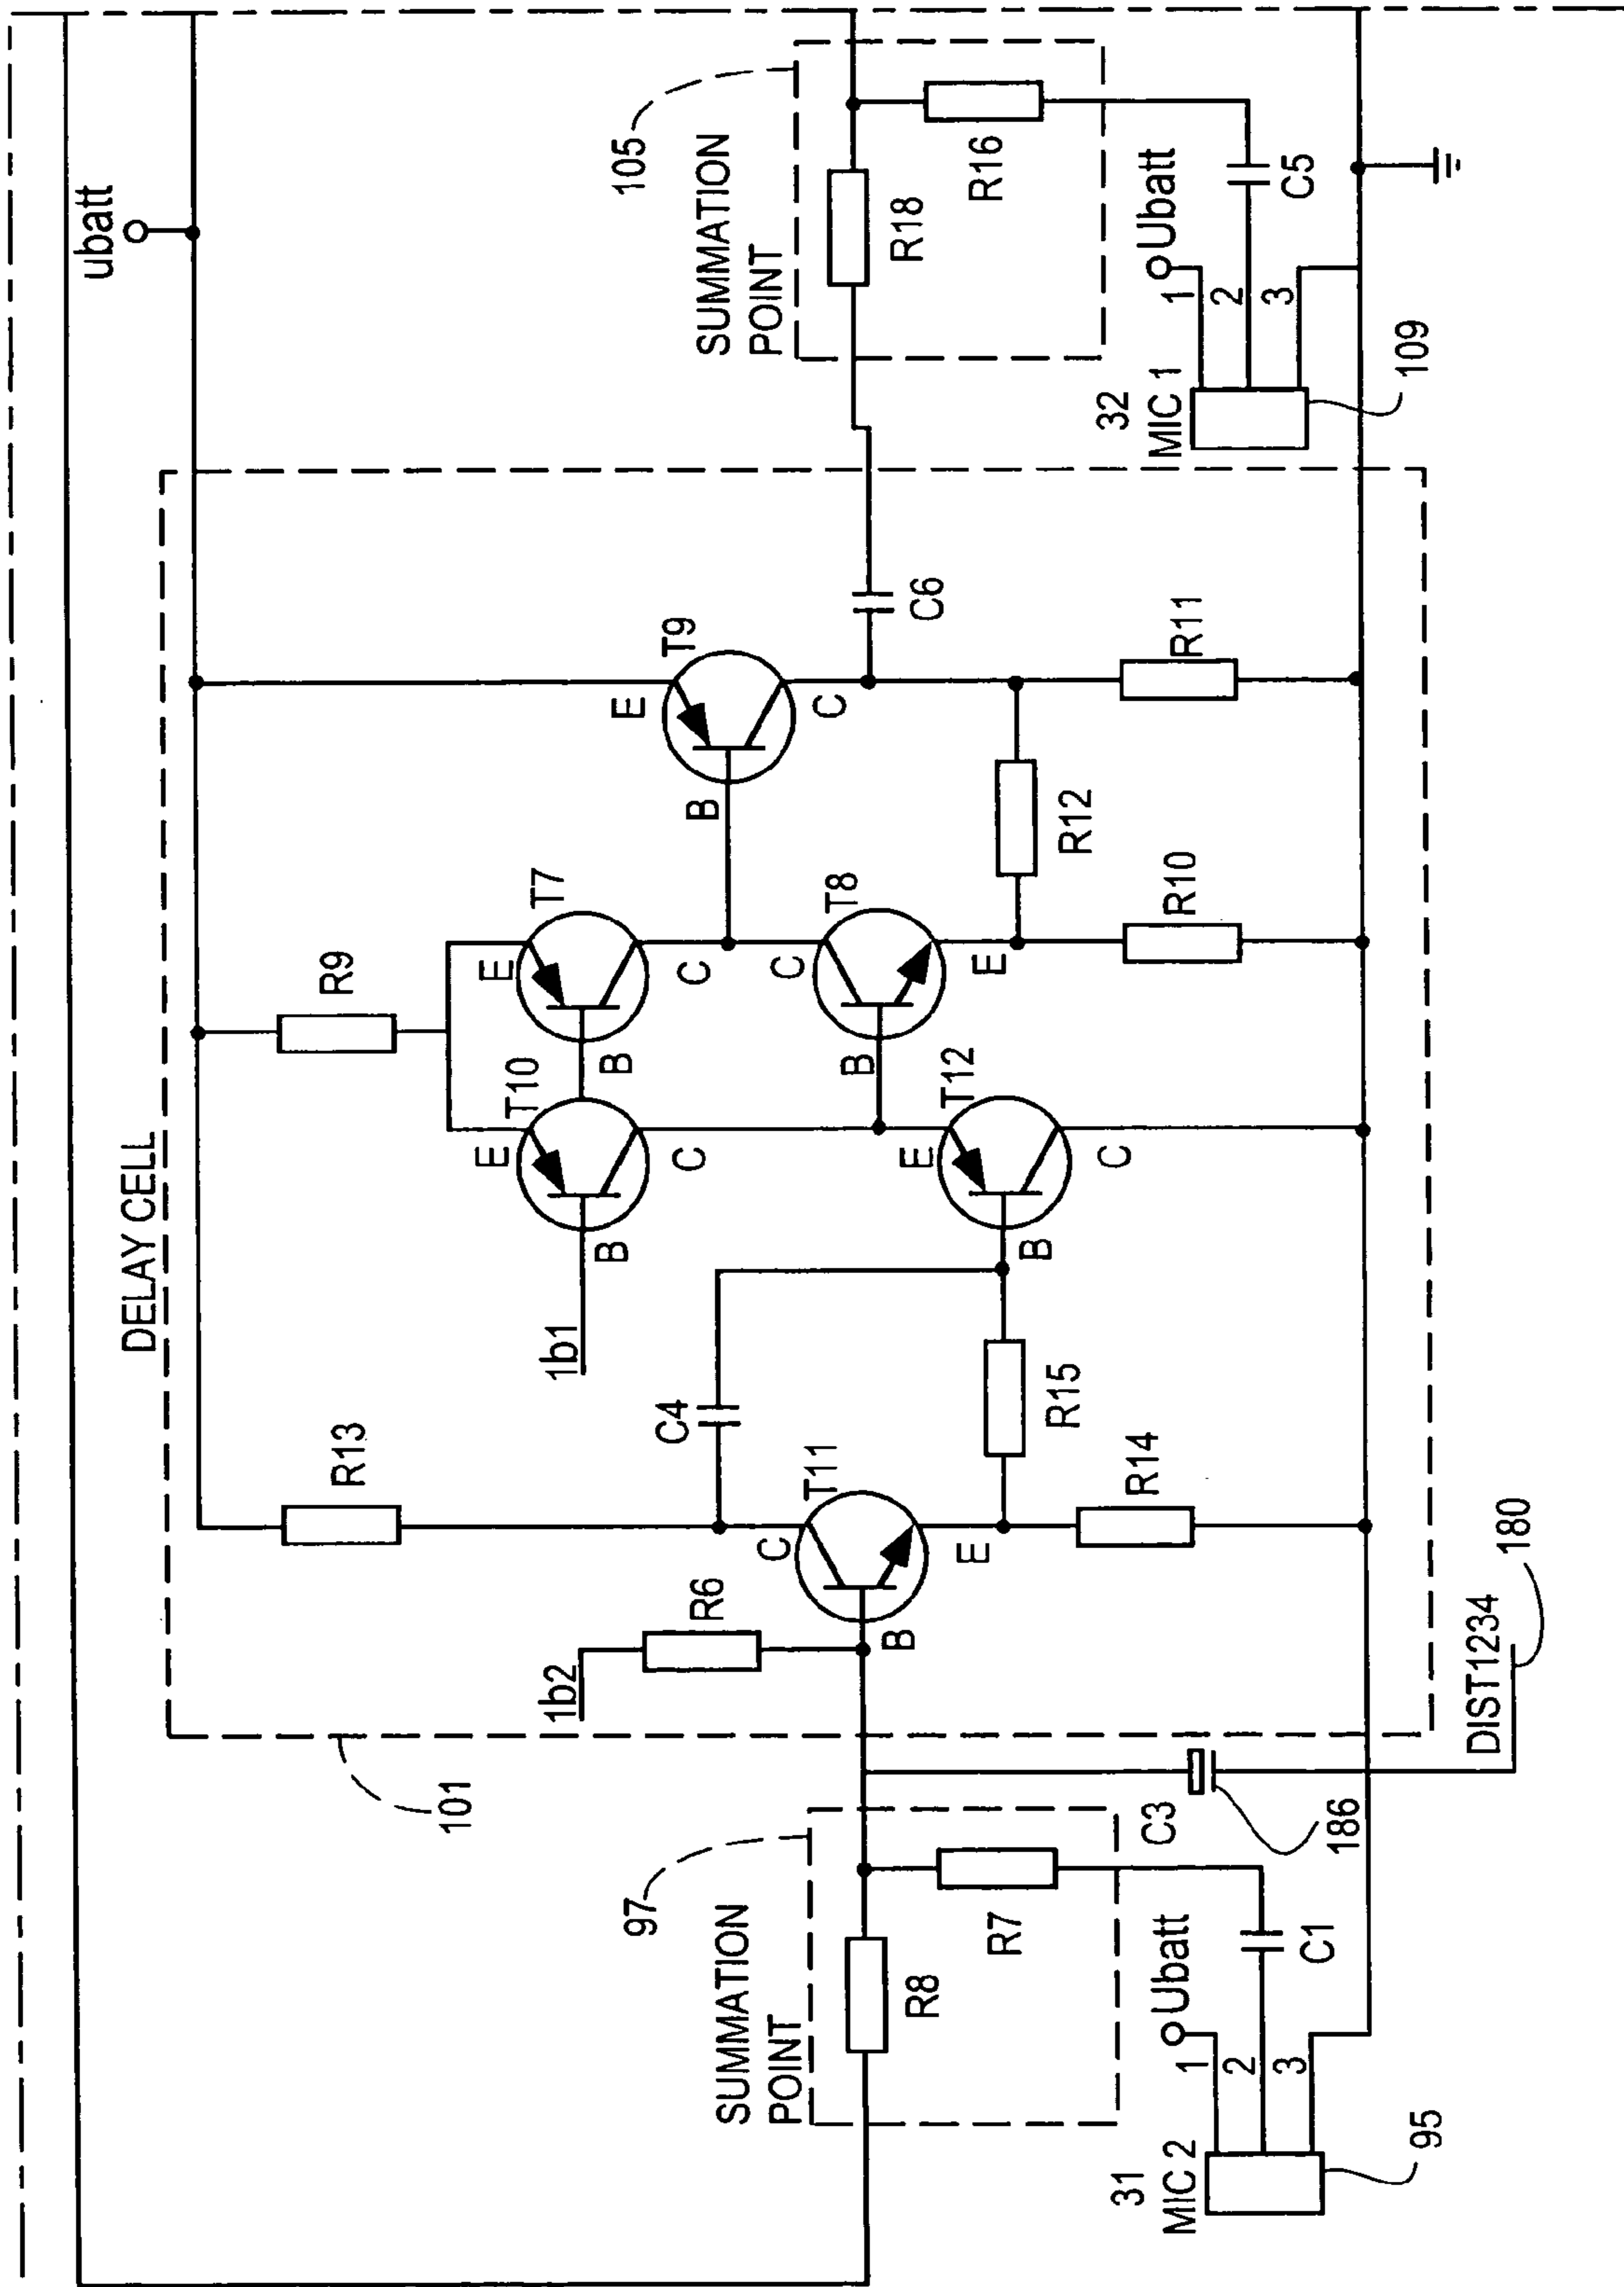 ubatt
DELAY CELL
101
R13
C4
T11
C
B
E
R6
1b2
R15
R14
R9
T10
E
B
C
1b1
T7
E
B
C
T12
E
B
C
T8
C
B
E
R10
R12
T9
E
B
C
R11
C6
SUMMATION
POINT
97
R8
R7
C3
186
DIST1234
180
31
MIC 2
95
1
2
3
Ubatt
C1
SUMMATION
POINT
105
R18
R16
32
MIC 1
109
1
2
3
Ubatt
C5